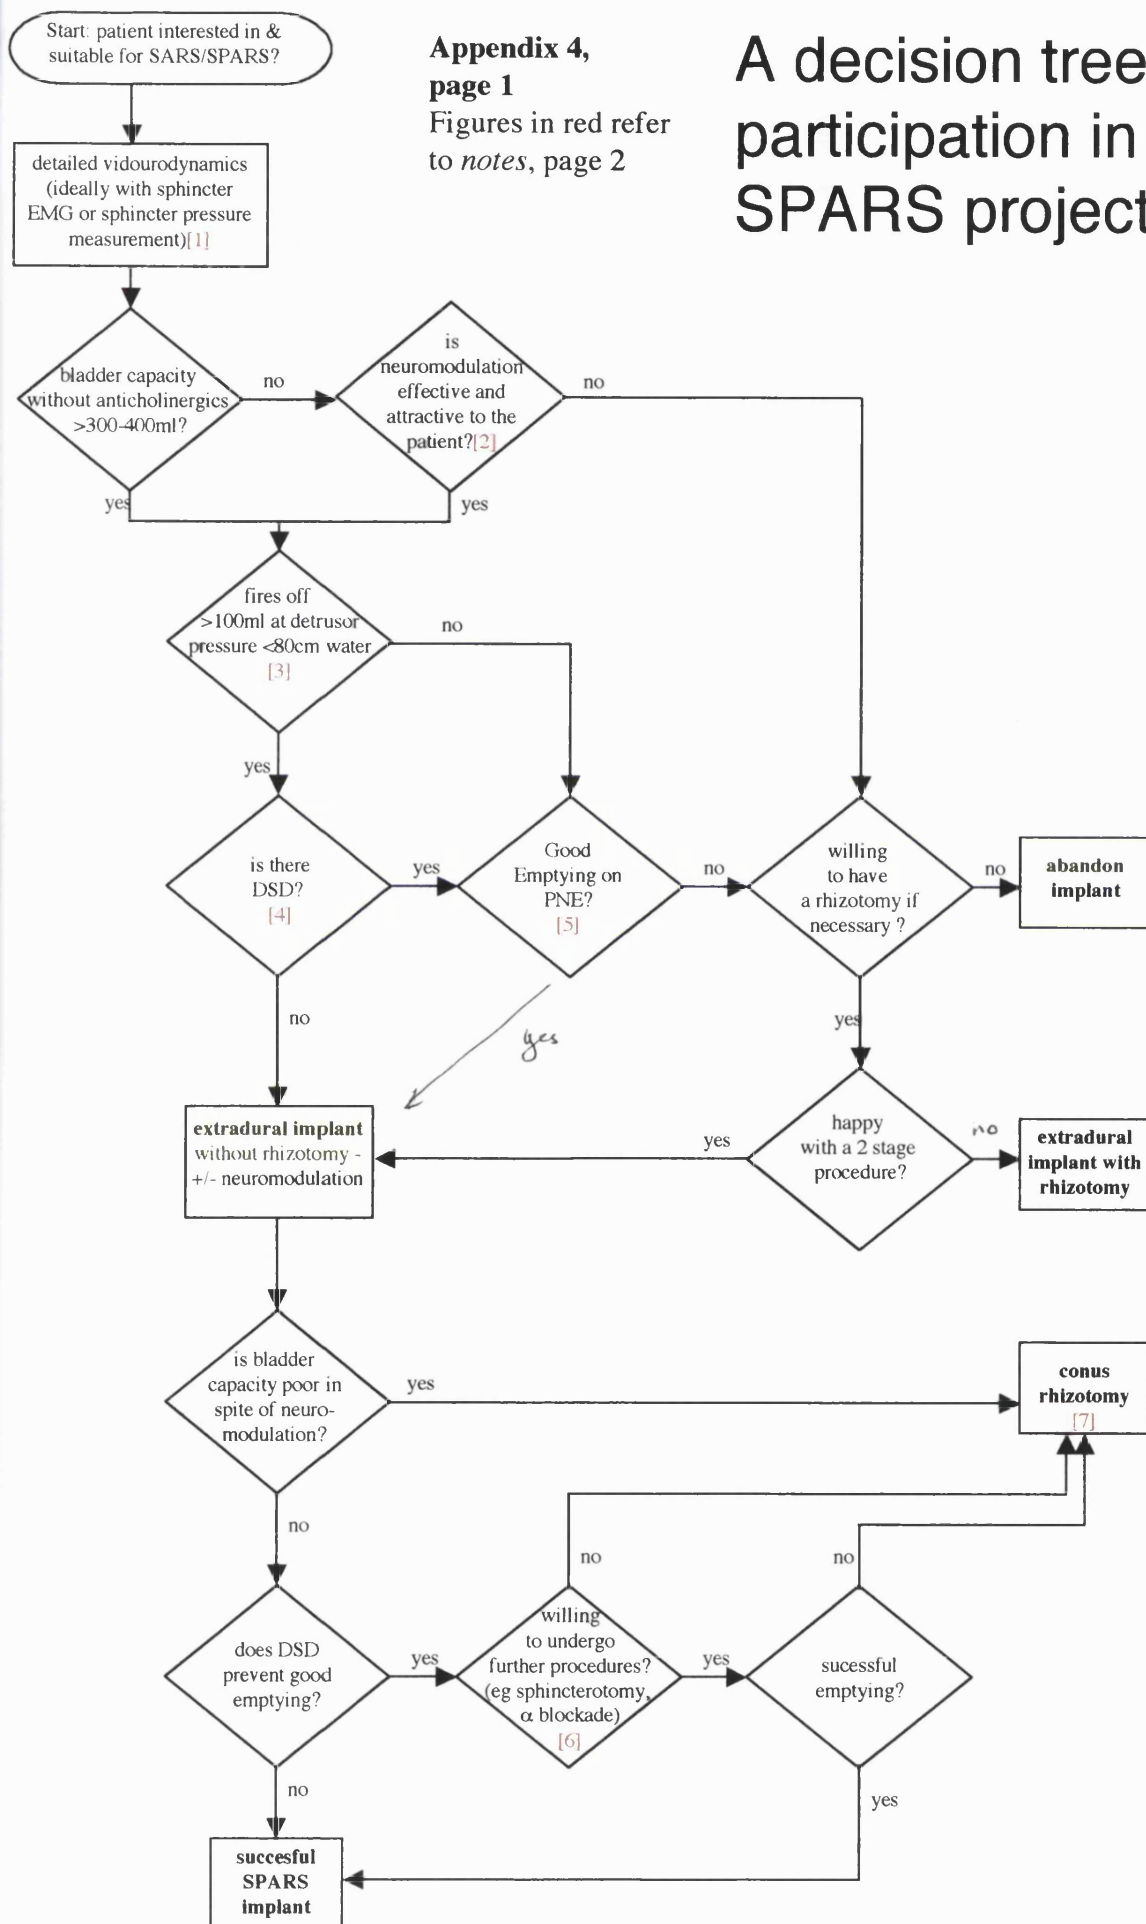 Start: patient interested in &
suitable for SARS/SPARS?
Appendix 4,
page 1
Figures in red refer
to notes, page 2
A decision tree
participation in
SPARS project
detailed vidourodynamics
(ideally with sphincter
EMG or sphincter pressure
measurement)[1]
bladder capacity
without anticholinergics
>300-400ml?
no
yes
is
neuromodulation
effective and
attractive to the
patient?[2]
no
yes
fires off
>100ml at detrusor
pressure <80cm water
[3]
no
yes
is there
DSD?
[4]
yes
no
Good
Emptying on
PNE?
[5]
no
yes
willing
to have
a rhizotomy if
necessary ?
no
yes
abandon
implant
happy
with a 2 stage
procedure?
yes
no
extradural
implant with
rhizotomy
extradural implant
without rhizotomy -
+/- neuromodulation
is bladder
capacity poor in
spite of neuro-
modulation?
yes
no
conus
rhizotomy
[7]
does DSD
prevent good
emptying?
yes
no
willing
to undergo
further procedures?
(eg sphincterotomy,
α blockade)
[6]
no
yes
sucessful
emptying?
no
yes
succesful
SPARS
implant